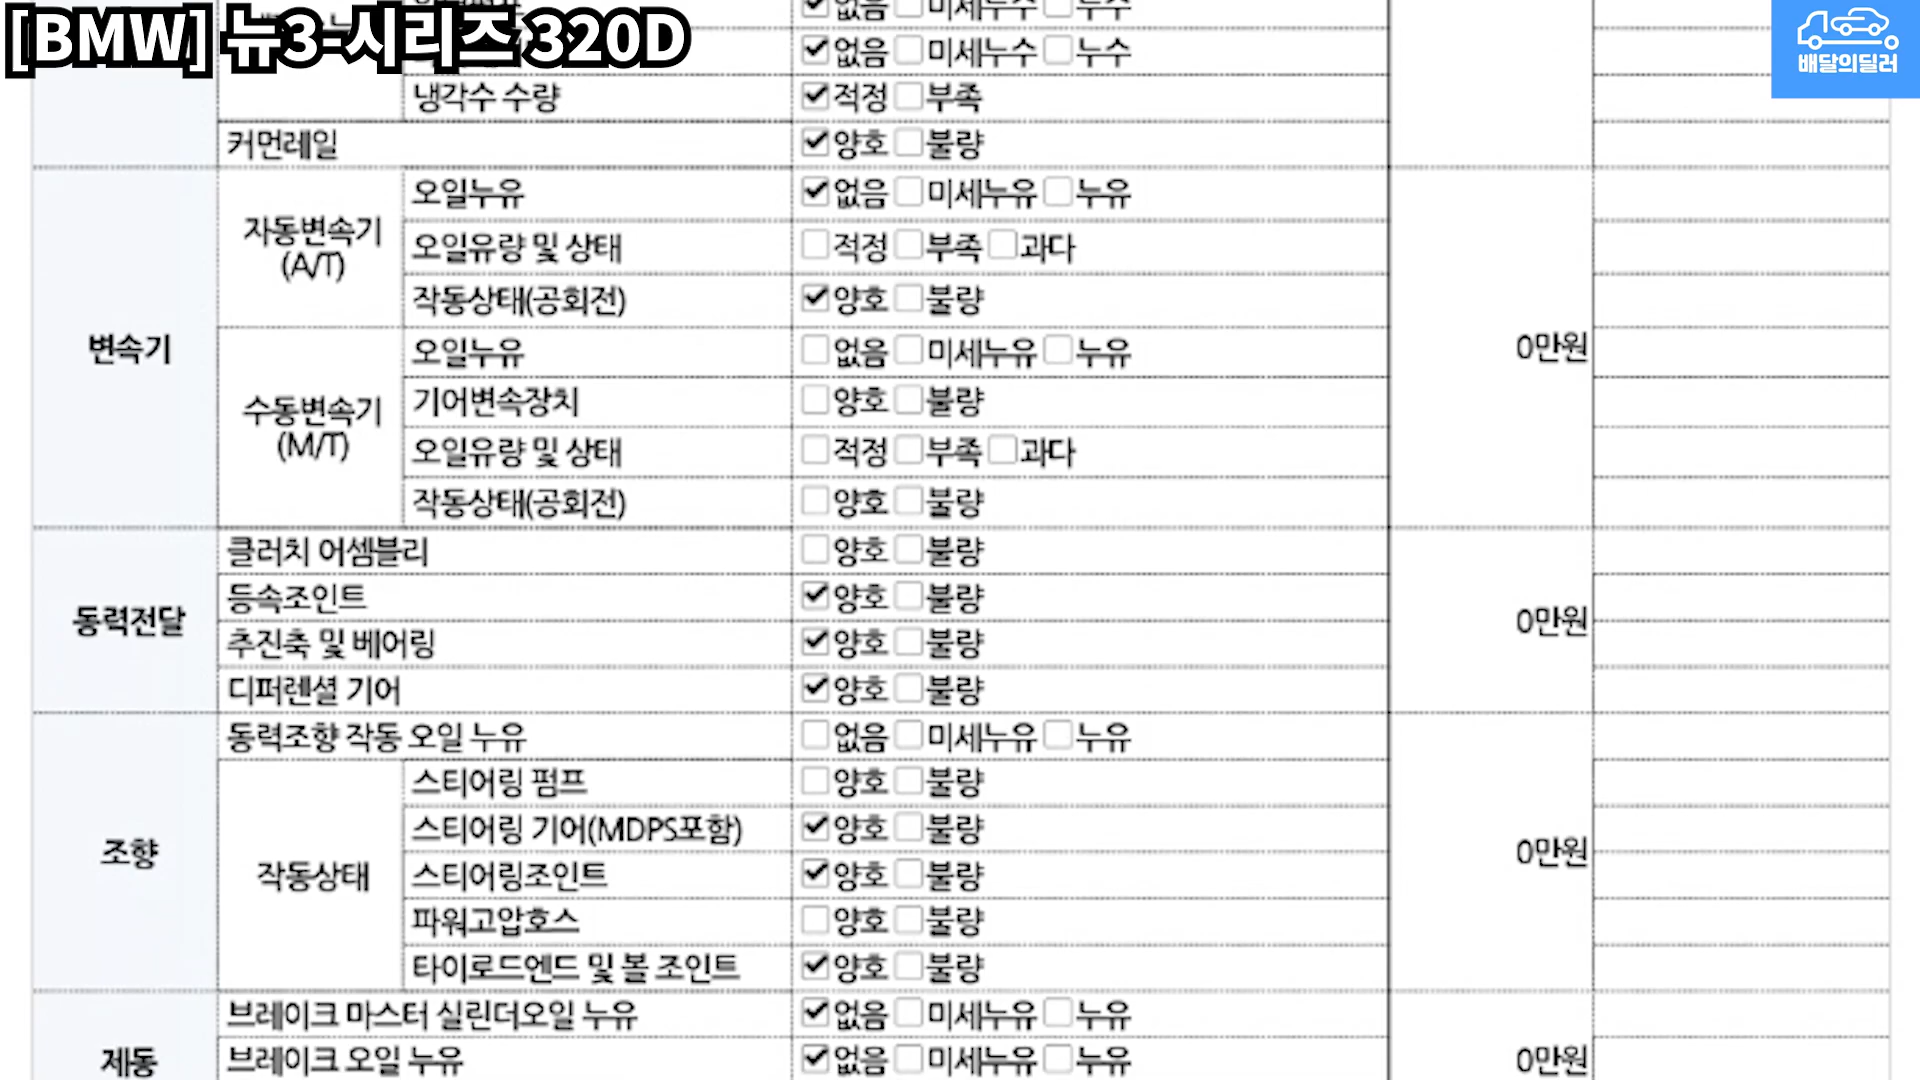 [BMW] 뉴3-시리즈 320D
배달의딜러
없음 미세누수 누수
없음 미세누수 누수
냉각수 수량 적정 부족
커먼레일 양호 불량
변속기 자동변속기 (A/T) 오일누유 없음 미세누유 누유 0만원
오일유량 및 상태 적정 부족 과다
작동상태(공회전) 양호 불량
수동변속기 (M/T) 오일누유 없음 미세누유 누유
기어변속장치 양호 불량
오일유량 및 상태 적정 부족 과다
작동상태(공회전) 양호 불량
동력전달 클러치 어셈블리 양호 불량 0만원
등속조인트 양호 불량
추진축 및 베어링 양호 불량
디퍼렌셜 기어 양호 불량
조향 동력조향 작동 오일 누유 없음 미세누유 누유 0만원
작동상태 스티어링 펌프 양호 불량
스티어링 기어(MDPS포함) 양호 불량
스티어링조인트 양호 불량
파워고압호스 양호 불량
타이로드엔드 및 볼 조인트 양호 불량
제동 브레이크 마스터 실린더오일 누유 없음 미세누유 누유 0만원
브레이크 오일 누유 없음 미세누유 누유